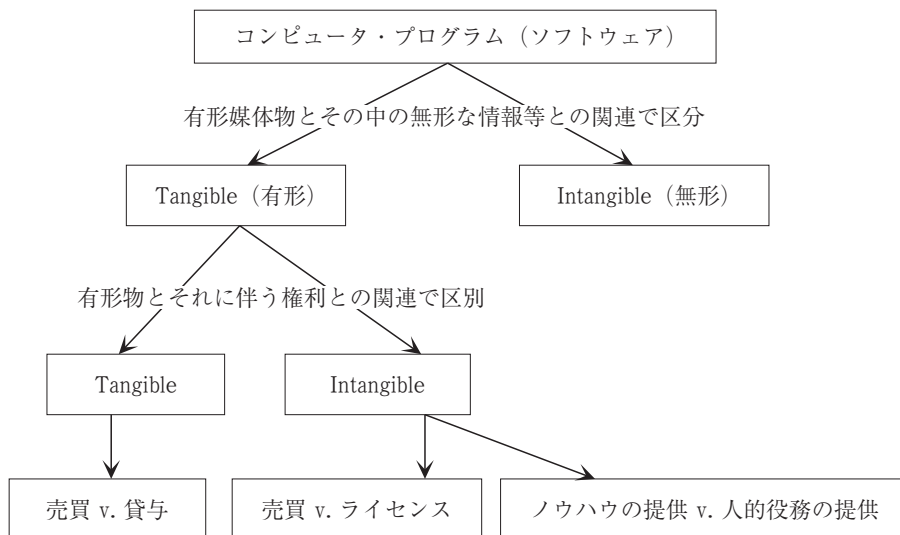 コンピュータ・プログラム（ソフトウェア）
有形媒体物とその中の無形な情報等との関連で区分
Tangible（有形）
Intangible（無形）
有形物とそれに伴う権利との関連で区別
Tangible
Intangible
売買 v. 貸与
売買 v. ライセンス
ノウハウの提供 v. 人的役務の提供